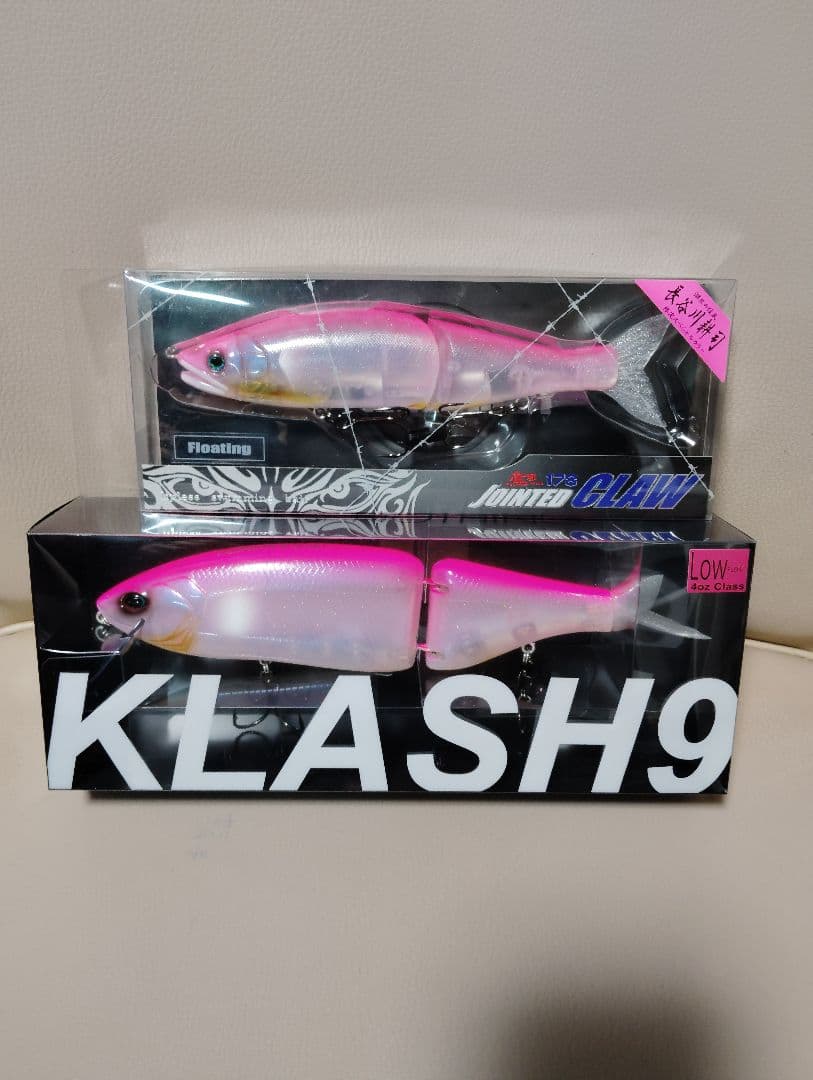 長谷川耕司
Floating
178
JOINTED CLAW
LOW
4oz Class
KLASH9